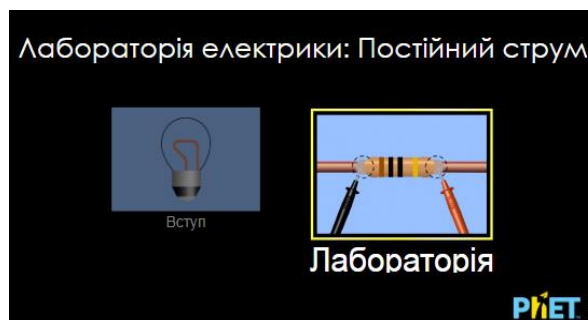 Лабораторія електрики: Постійний струм
Вступ
Лабораторія
PhET